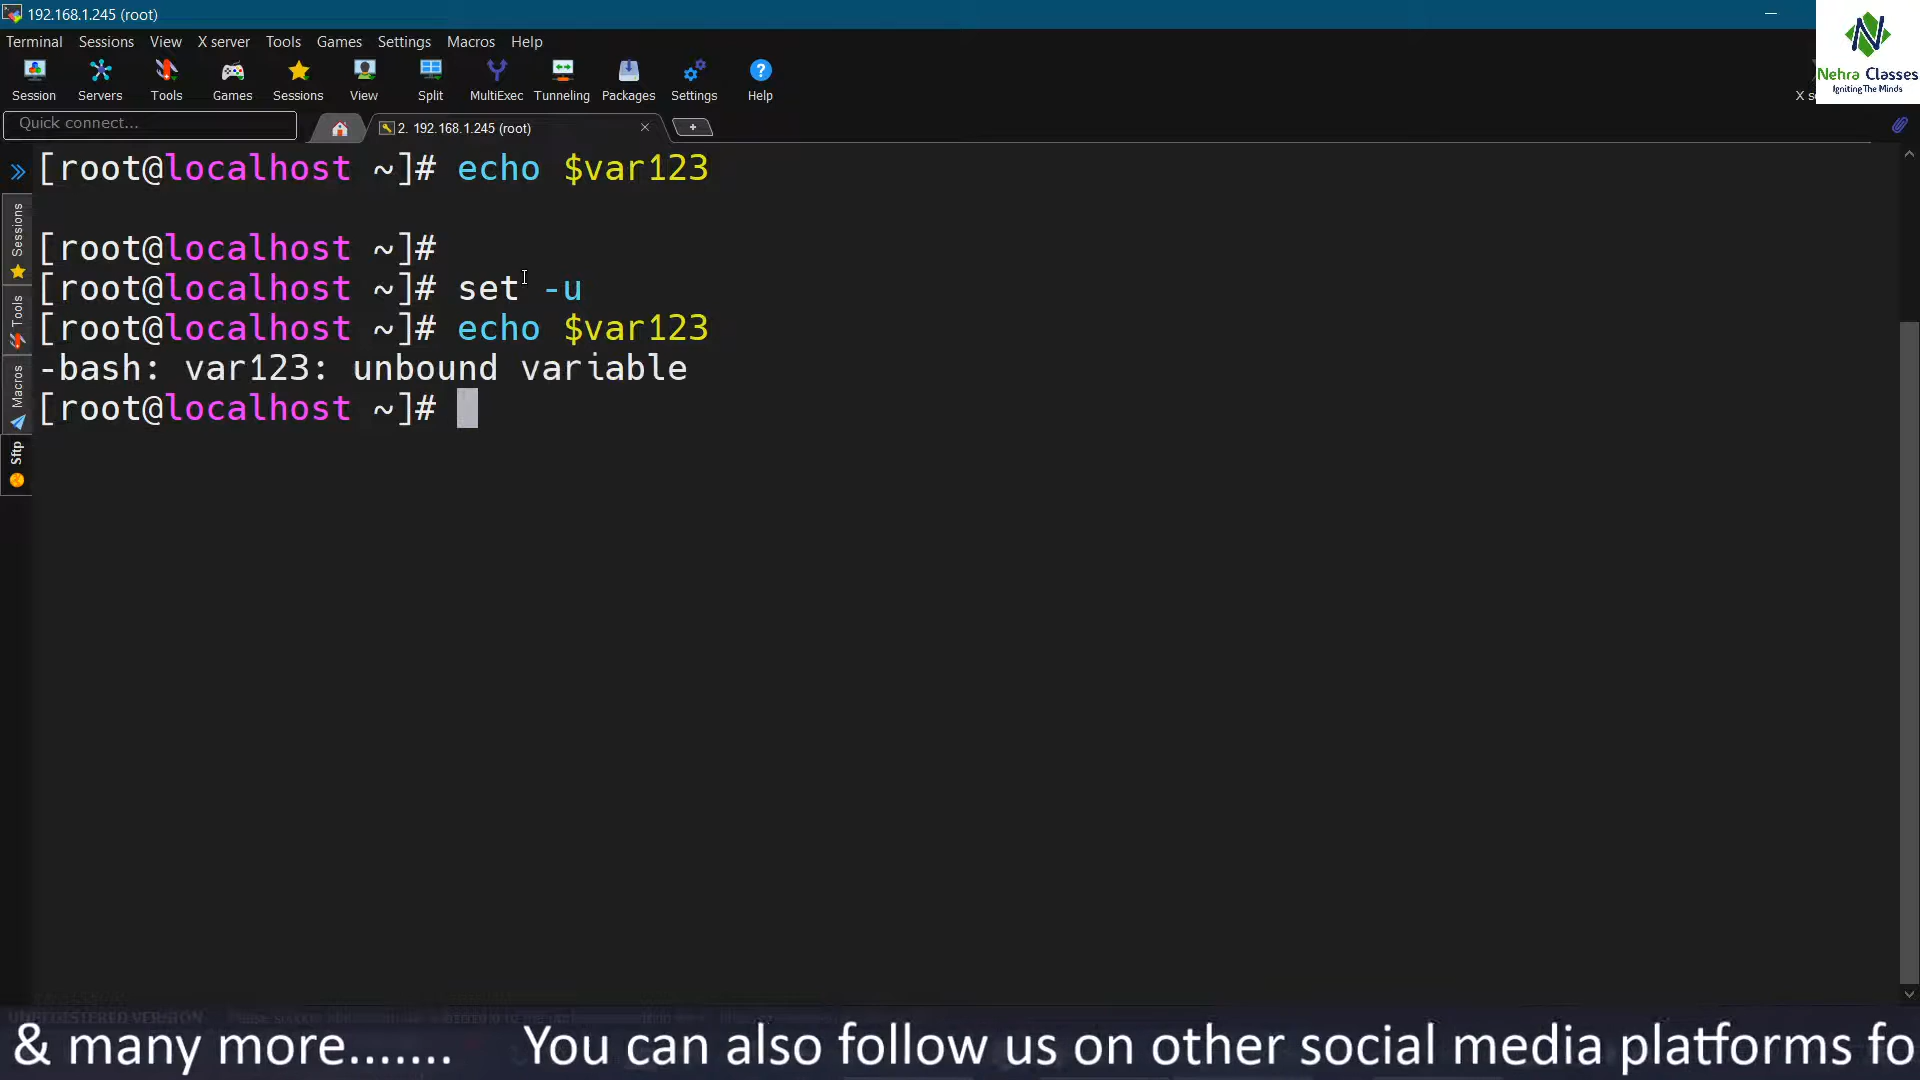 192.168.1.245 (root)
Terminal Sessions View X server Tools Games Settings Macros Help
Session Servers Tools Games Sessions View Split MultiExec Tunneling Packages Settings Help
Nehra Classes
Igniting The Minds
Quick connect...
2. 192.168.1.245 (root)
Sessions
Tools
Macros
Sftp
[root@localhost ~]# echo $var123
[root@localhost ~]#
[root@localhost ~]# set -u
[root@localhost ~]# echo $var123
-bash: var123: unbound variable
[root@localhost ~]#
UNREGISTERED VERSION
& many more....... You can also follow us on other social media platforms fo